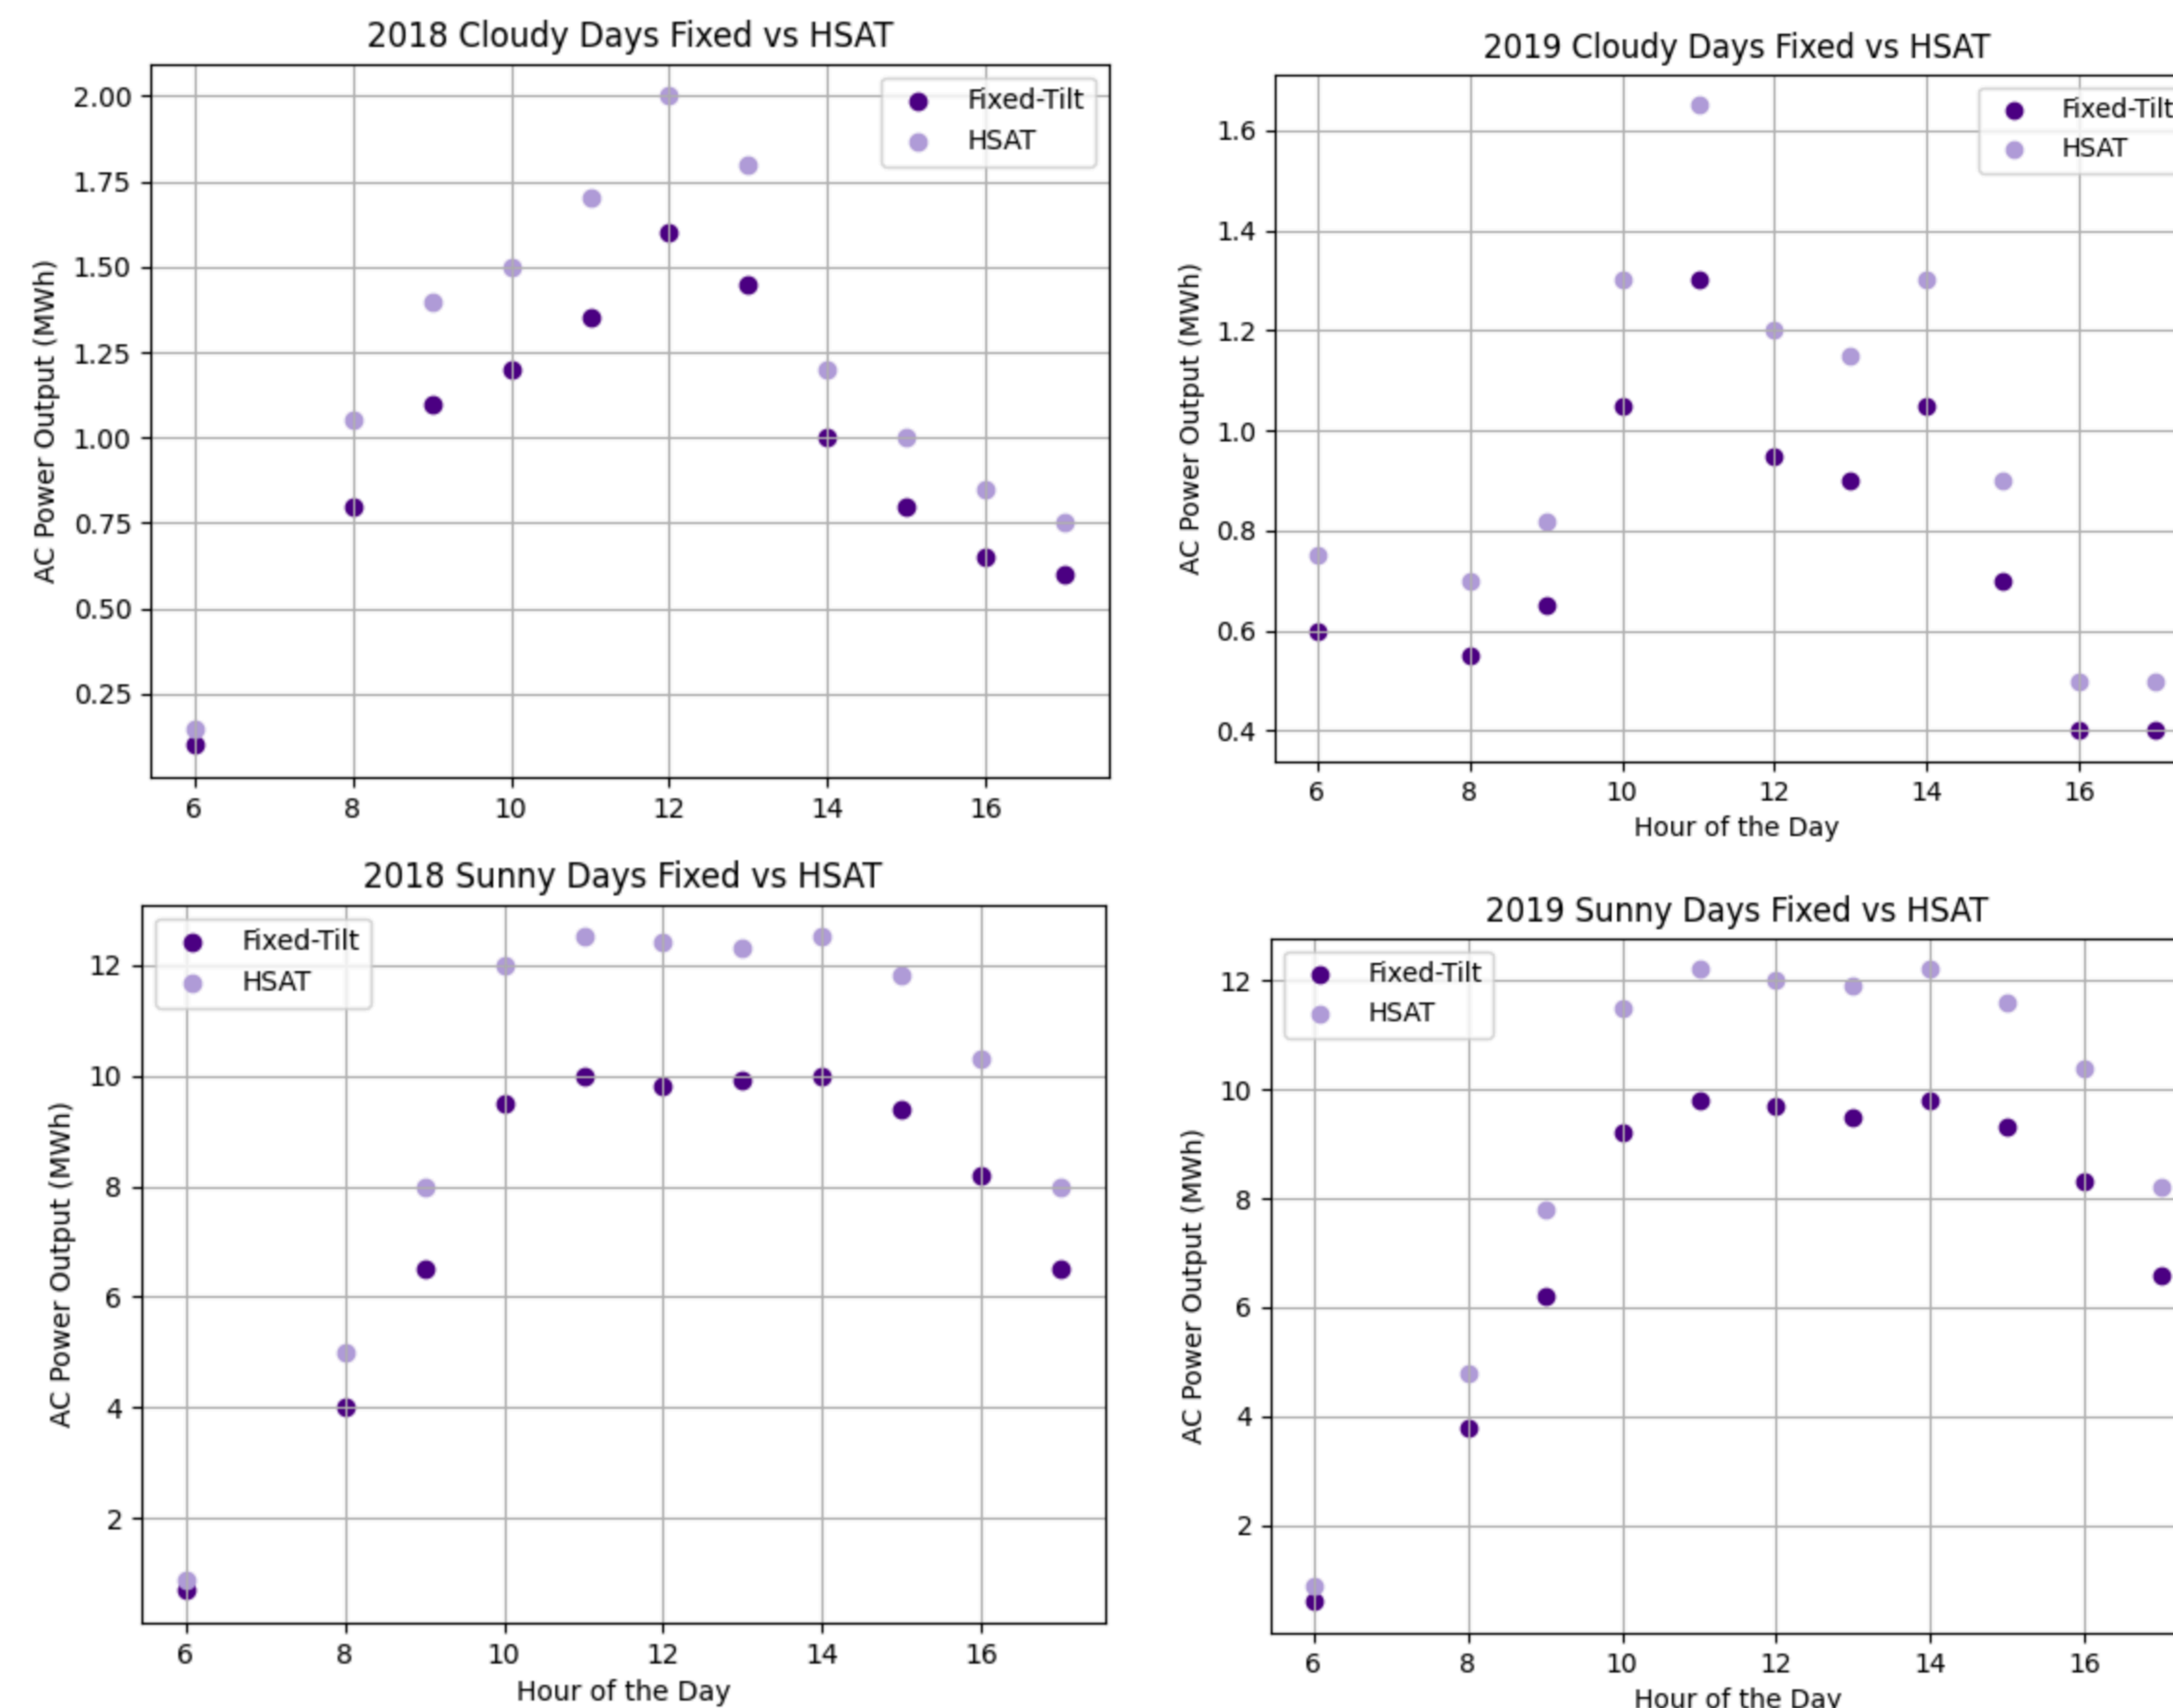 2018 Cloudy Days Fixed vs HSAT
2.00
1.75
1.50
1.25
1.00
0.75
0.50
0.25
AC Power Output (MWh)
Fixed-Tilt
HSAT
6 8 10 12 14 16
2019 Cloudy Days Fixed vs HSAT
1.6
1.4
1.2
1.0
0.8
0.6
0.4
AC Power Output (MWh)
Fixed-Tilt
HSAT
6 8 10 12 14 16
Hour of the Day
2018 Sunny Days Fixed vs HSAT
12
10
8
6
4
2
AC Power Output (MWh)
Fixed-Tilt
HSAT
6 8 10 12 14 16
Hour of the Day
2019 Sunny Days Fixed vs HSAT
12
10
8
6
4
2
AC Power Output (MWh)
Fixed-Tilt
HSAT
6 8 10 12 14 16
Hour of the Day